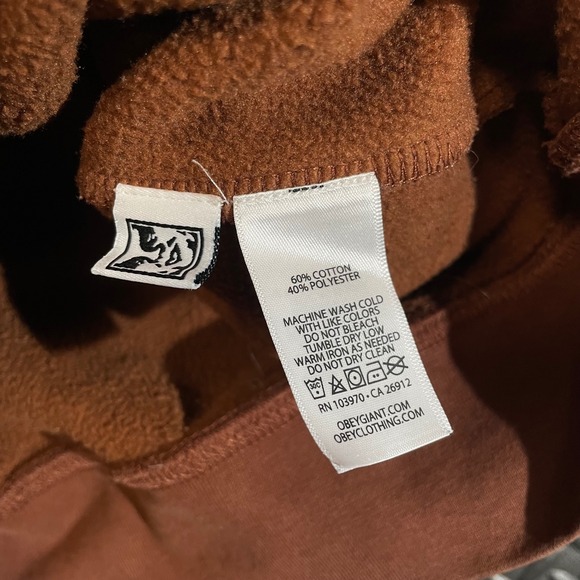 60% COTTON
40% POLYESTER
MACHINE WASH COLD
WITH LIKE COLORS
DO NOT BLEACH
TUMBLE DRY LOW
WARM IRON AS NEEDED
DO NOT DRY CLEAN
30C
RN 103970 • CA 26912
OBEYGIANT.COM
OBEYCLOTHING.COM